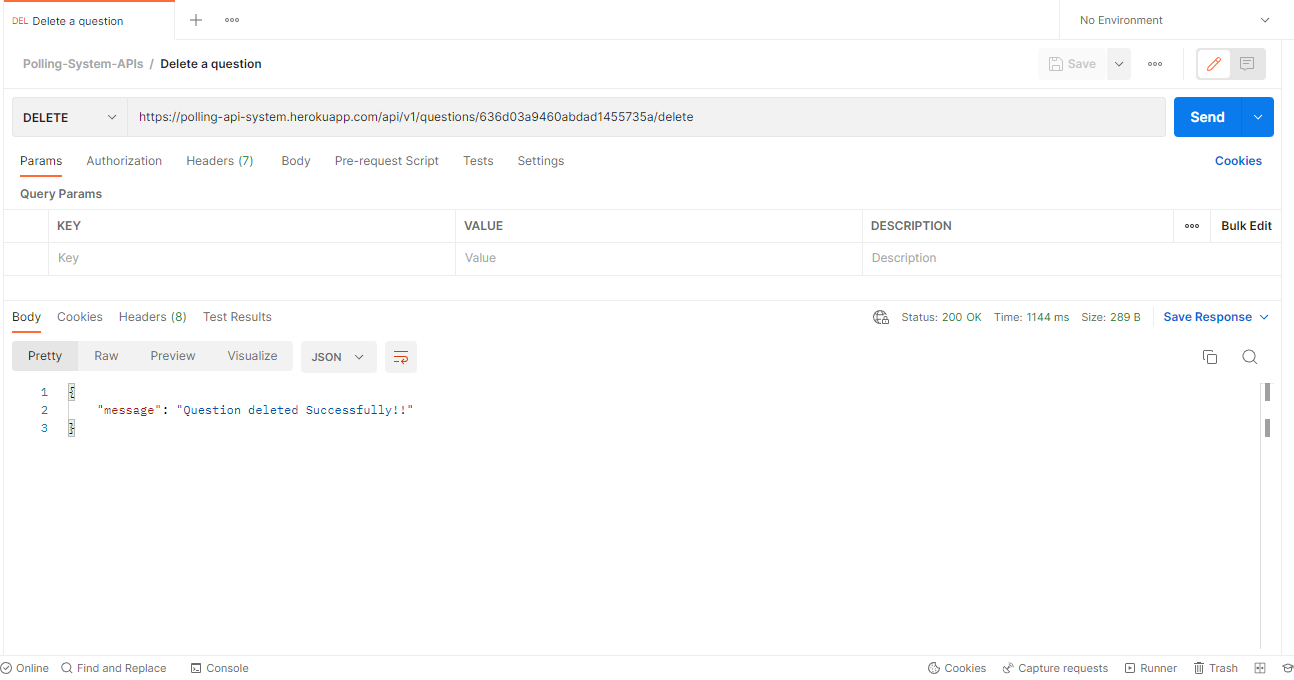 DEL Delete a question
No Environment
Polling-System-APIs / Delete a question
Save
DELETE
https://polling-api-system.herokuapp.com/api/v1/questions/636d03a9460abdad1455735a/delete
Send
Params Authorization Headers (7) Body Pre-request Script Tests Settings Cookies
Query Params
KEY VALUE DESCRIPTION Bulk Edit
Key Value Description
Body Cookies Headers (8) Test Results Status: 200 OK Time: 1144 ms Size: 289 B Save Response
Pretty Raw Preview Visualize JSON
1 {
2 "message": "Question deleted Successfully!!"
3 }
Online Find and Replace Console Cookies Capture requests Runner Trash